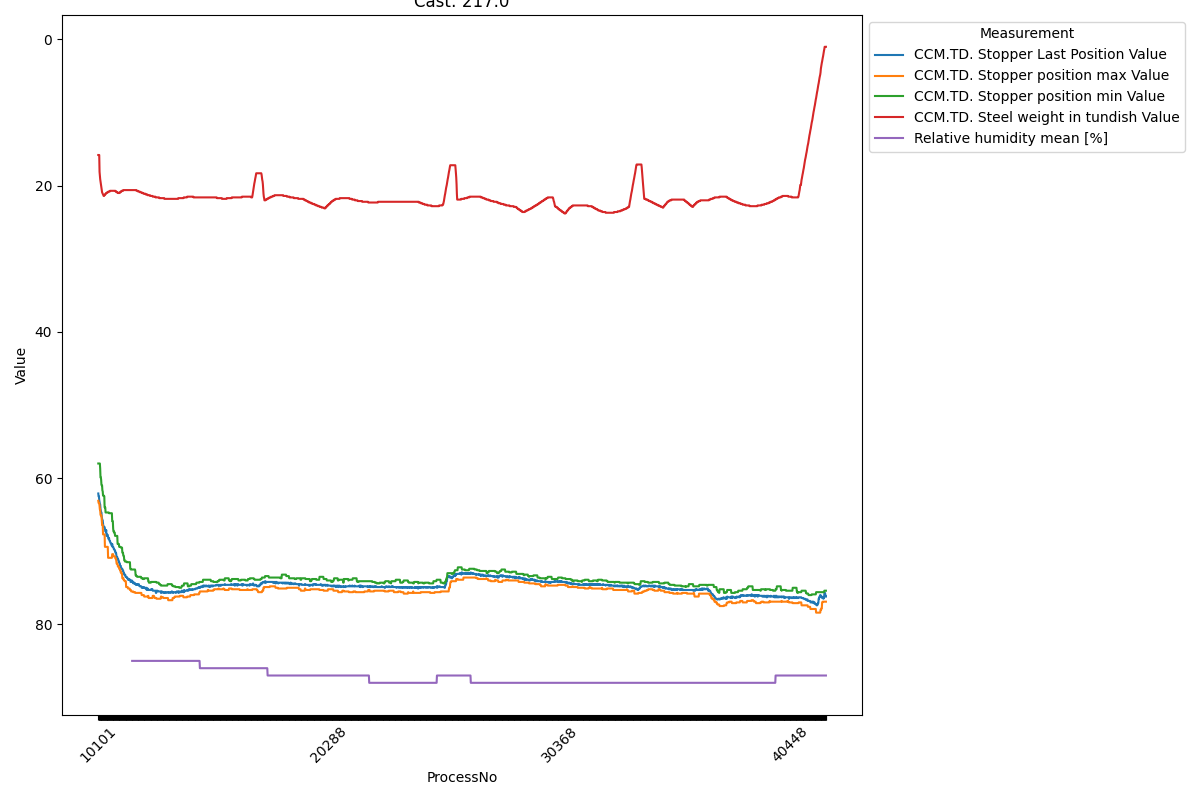 Cast: 217.0
Measurement
CCM.TD. Stopper Last Position Value
CCM.TD. Stopper position max Value
CCM.TD. Stopper position min Value
CCM.TD. Steel weight in tundish Value
Relative humidity mean [%]
0
20
40
60
80
Value
10101
20288
30368
40448
ProcessNo